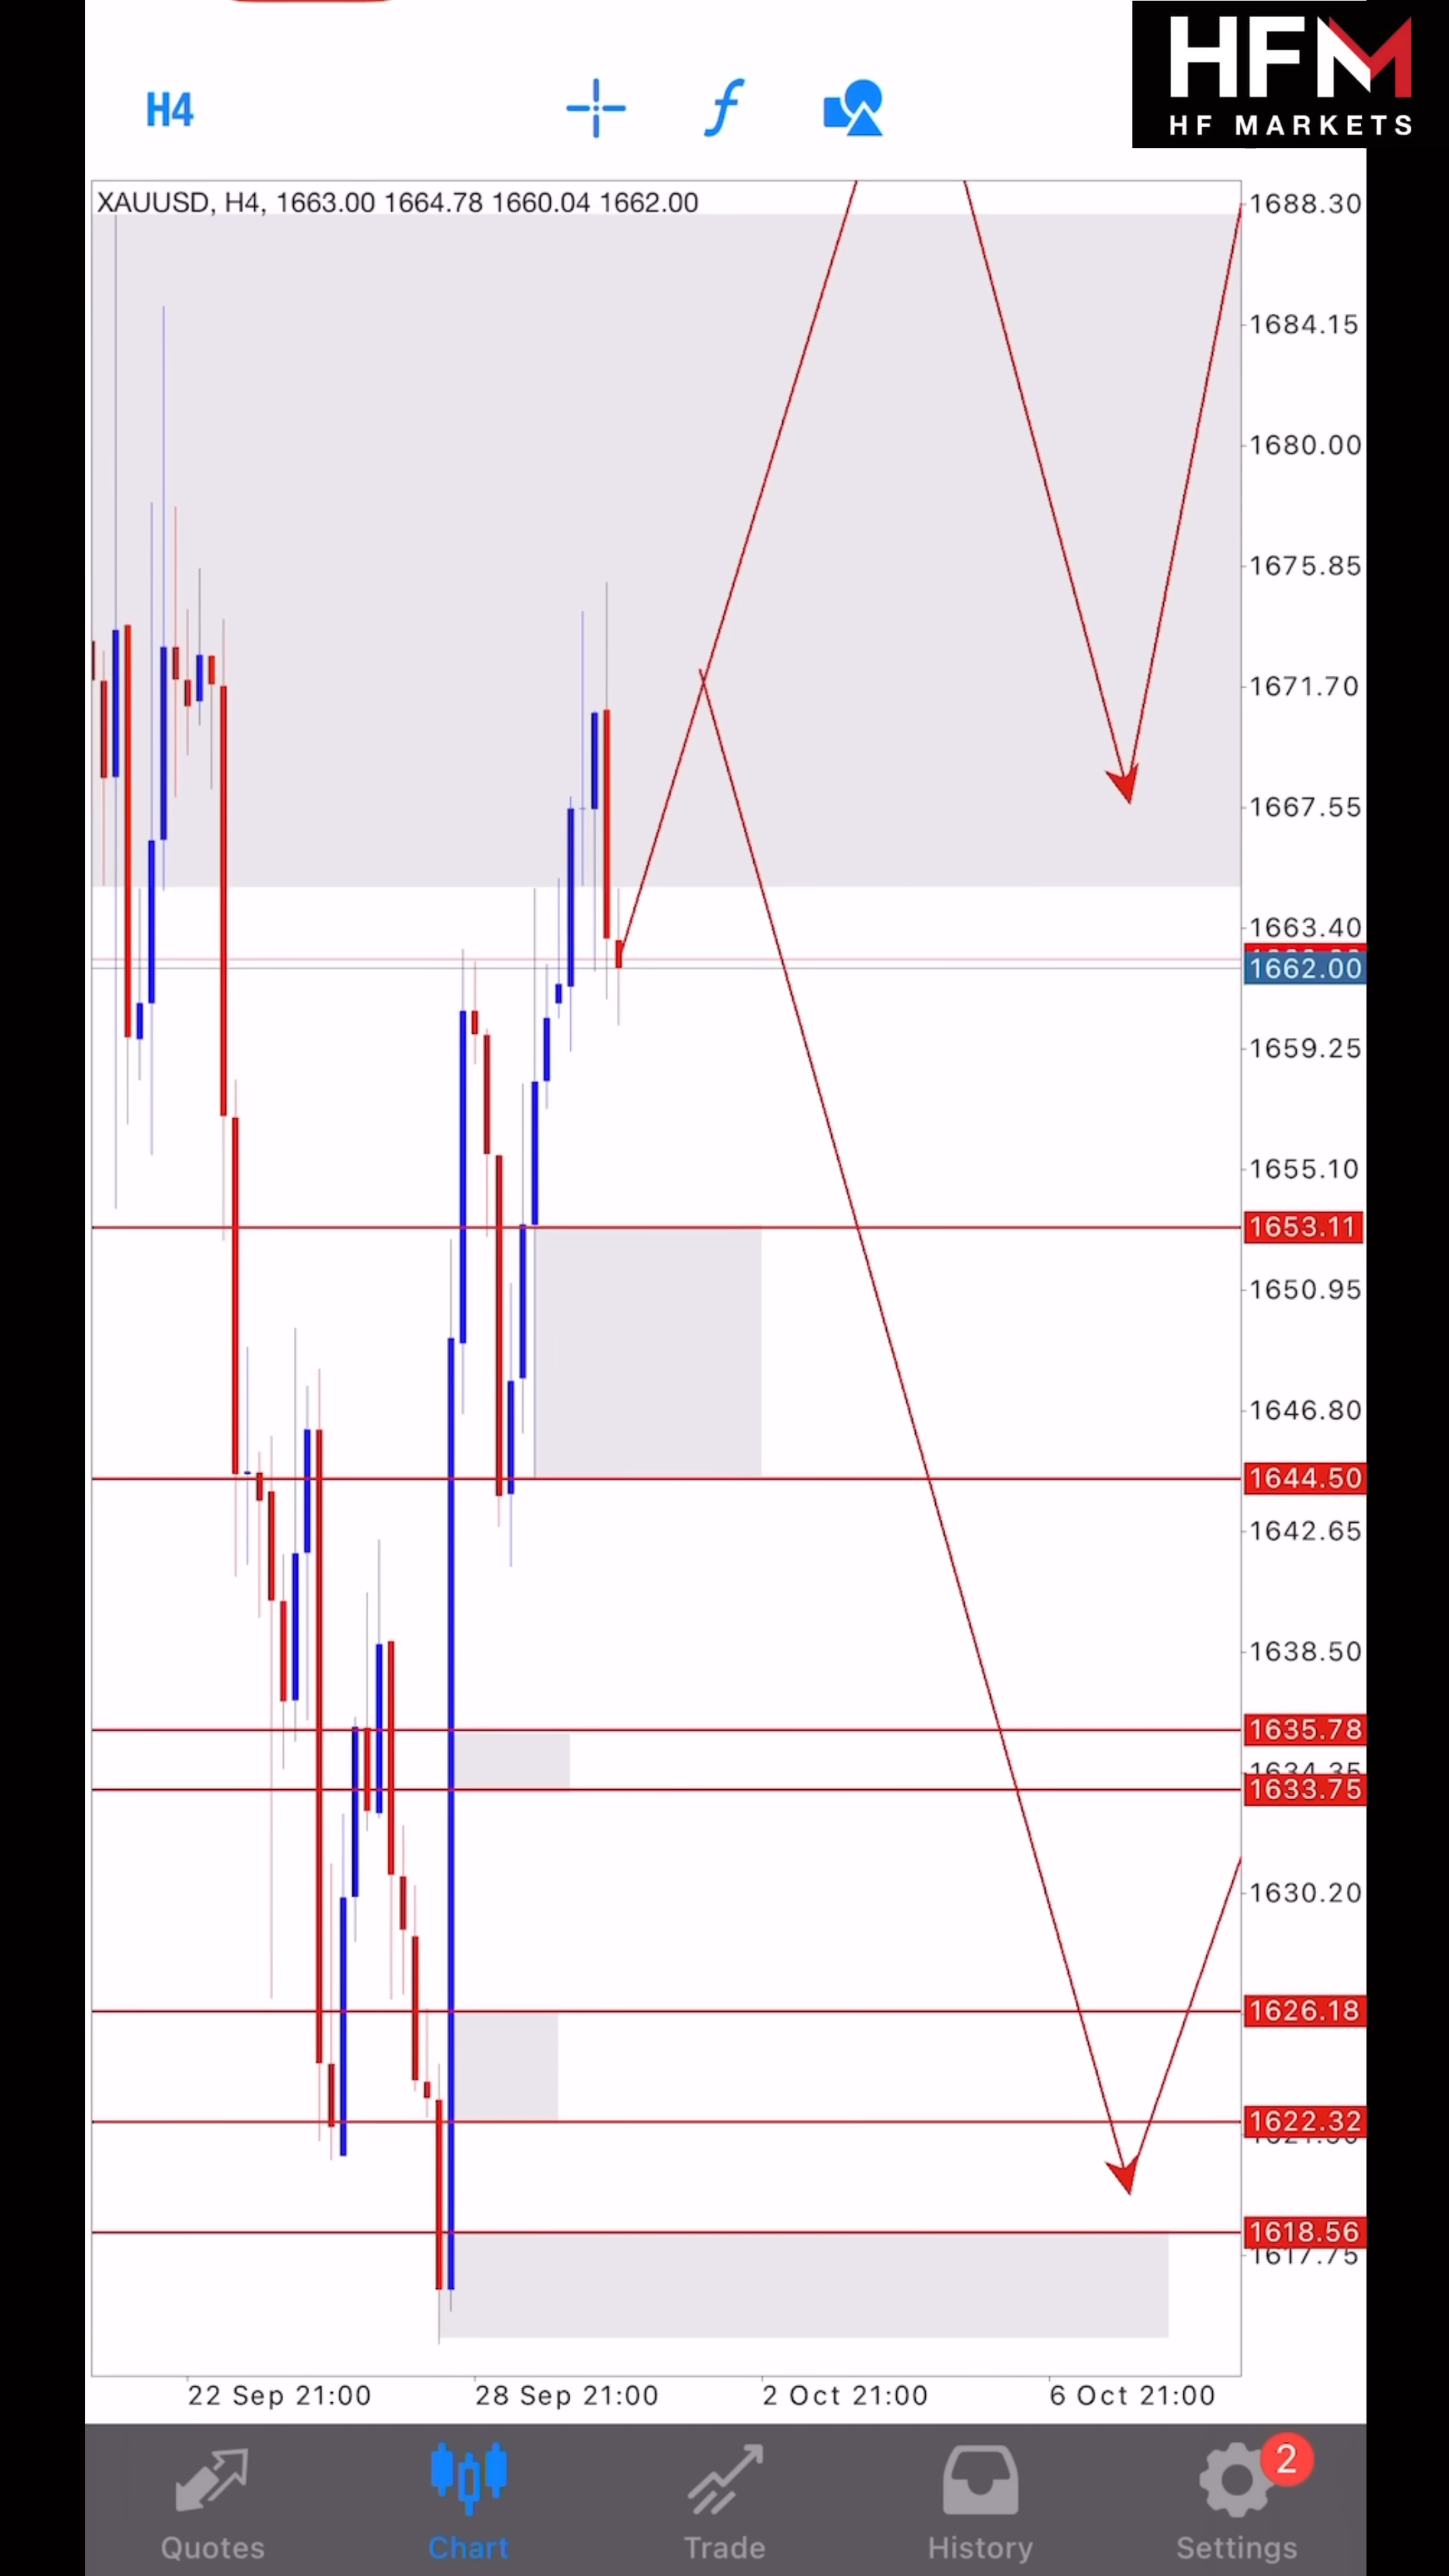 HFM
HF MARKETS
H4
XAUUSD, H4, 1663.00 1664.78 1660.04 1662.00
1688.30
1684.15
1680.00
1675.85
1671.70
1667.55
1663.40
1662.00
1659.25
1655.10
1653.11
1650.95
1646.80
1644.50
1642.65
1638.50
1635.78
1634.35
1633.75
1630.20
1626.18
1622.32
1618.56
1617.75
22 Sep 21:00
28 Sep 21:00
2 Oct 21:00
6 Oct 21:00
2
Quotes
Chart
Trade
History
Settings